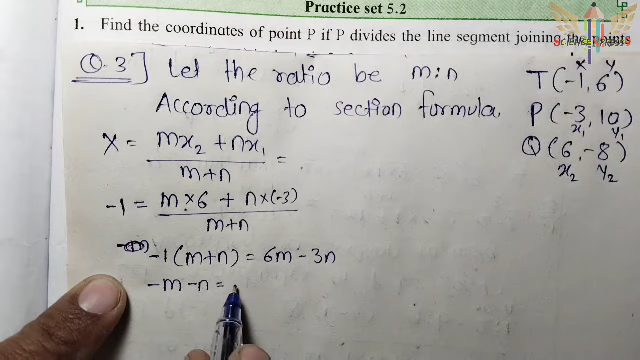 Practice set 5.2
1. Find the coordinates of point P if P divides the line segment joining the points
Q.3] Let the ratio be m:n
According to section formula.
x = mx₂ + nx₁ / m+n =
-1 = m×6 + n×(-3) / m+n
-1(m+n) = 6m - 3n
-m -n =
x y
T(-1, 6)
P(-3, 10)
x₁ y₁
Q(6, -8)
x₂ y₂